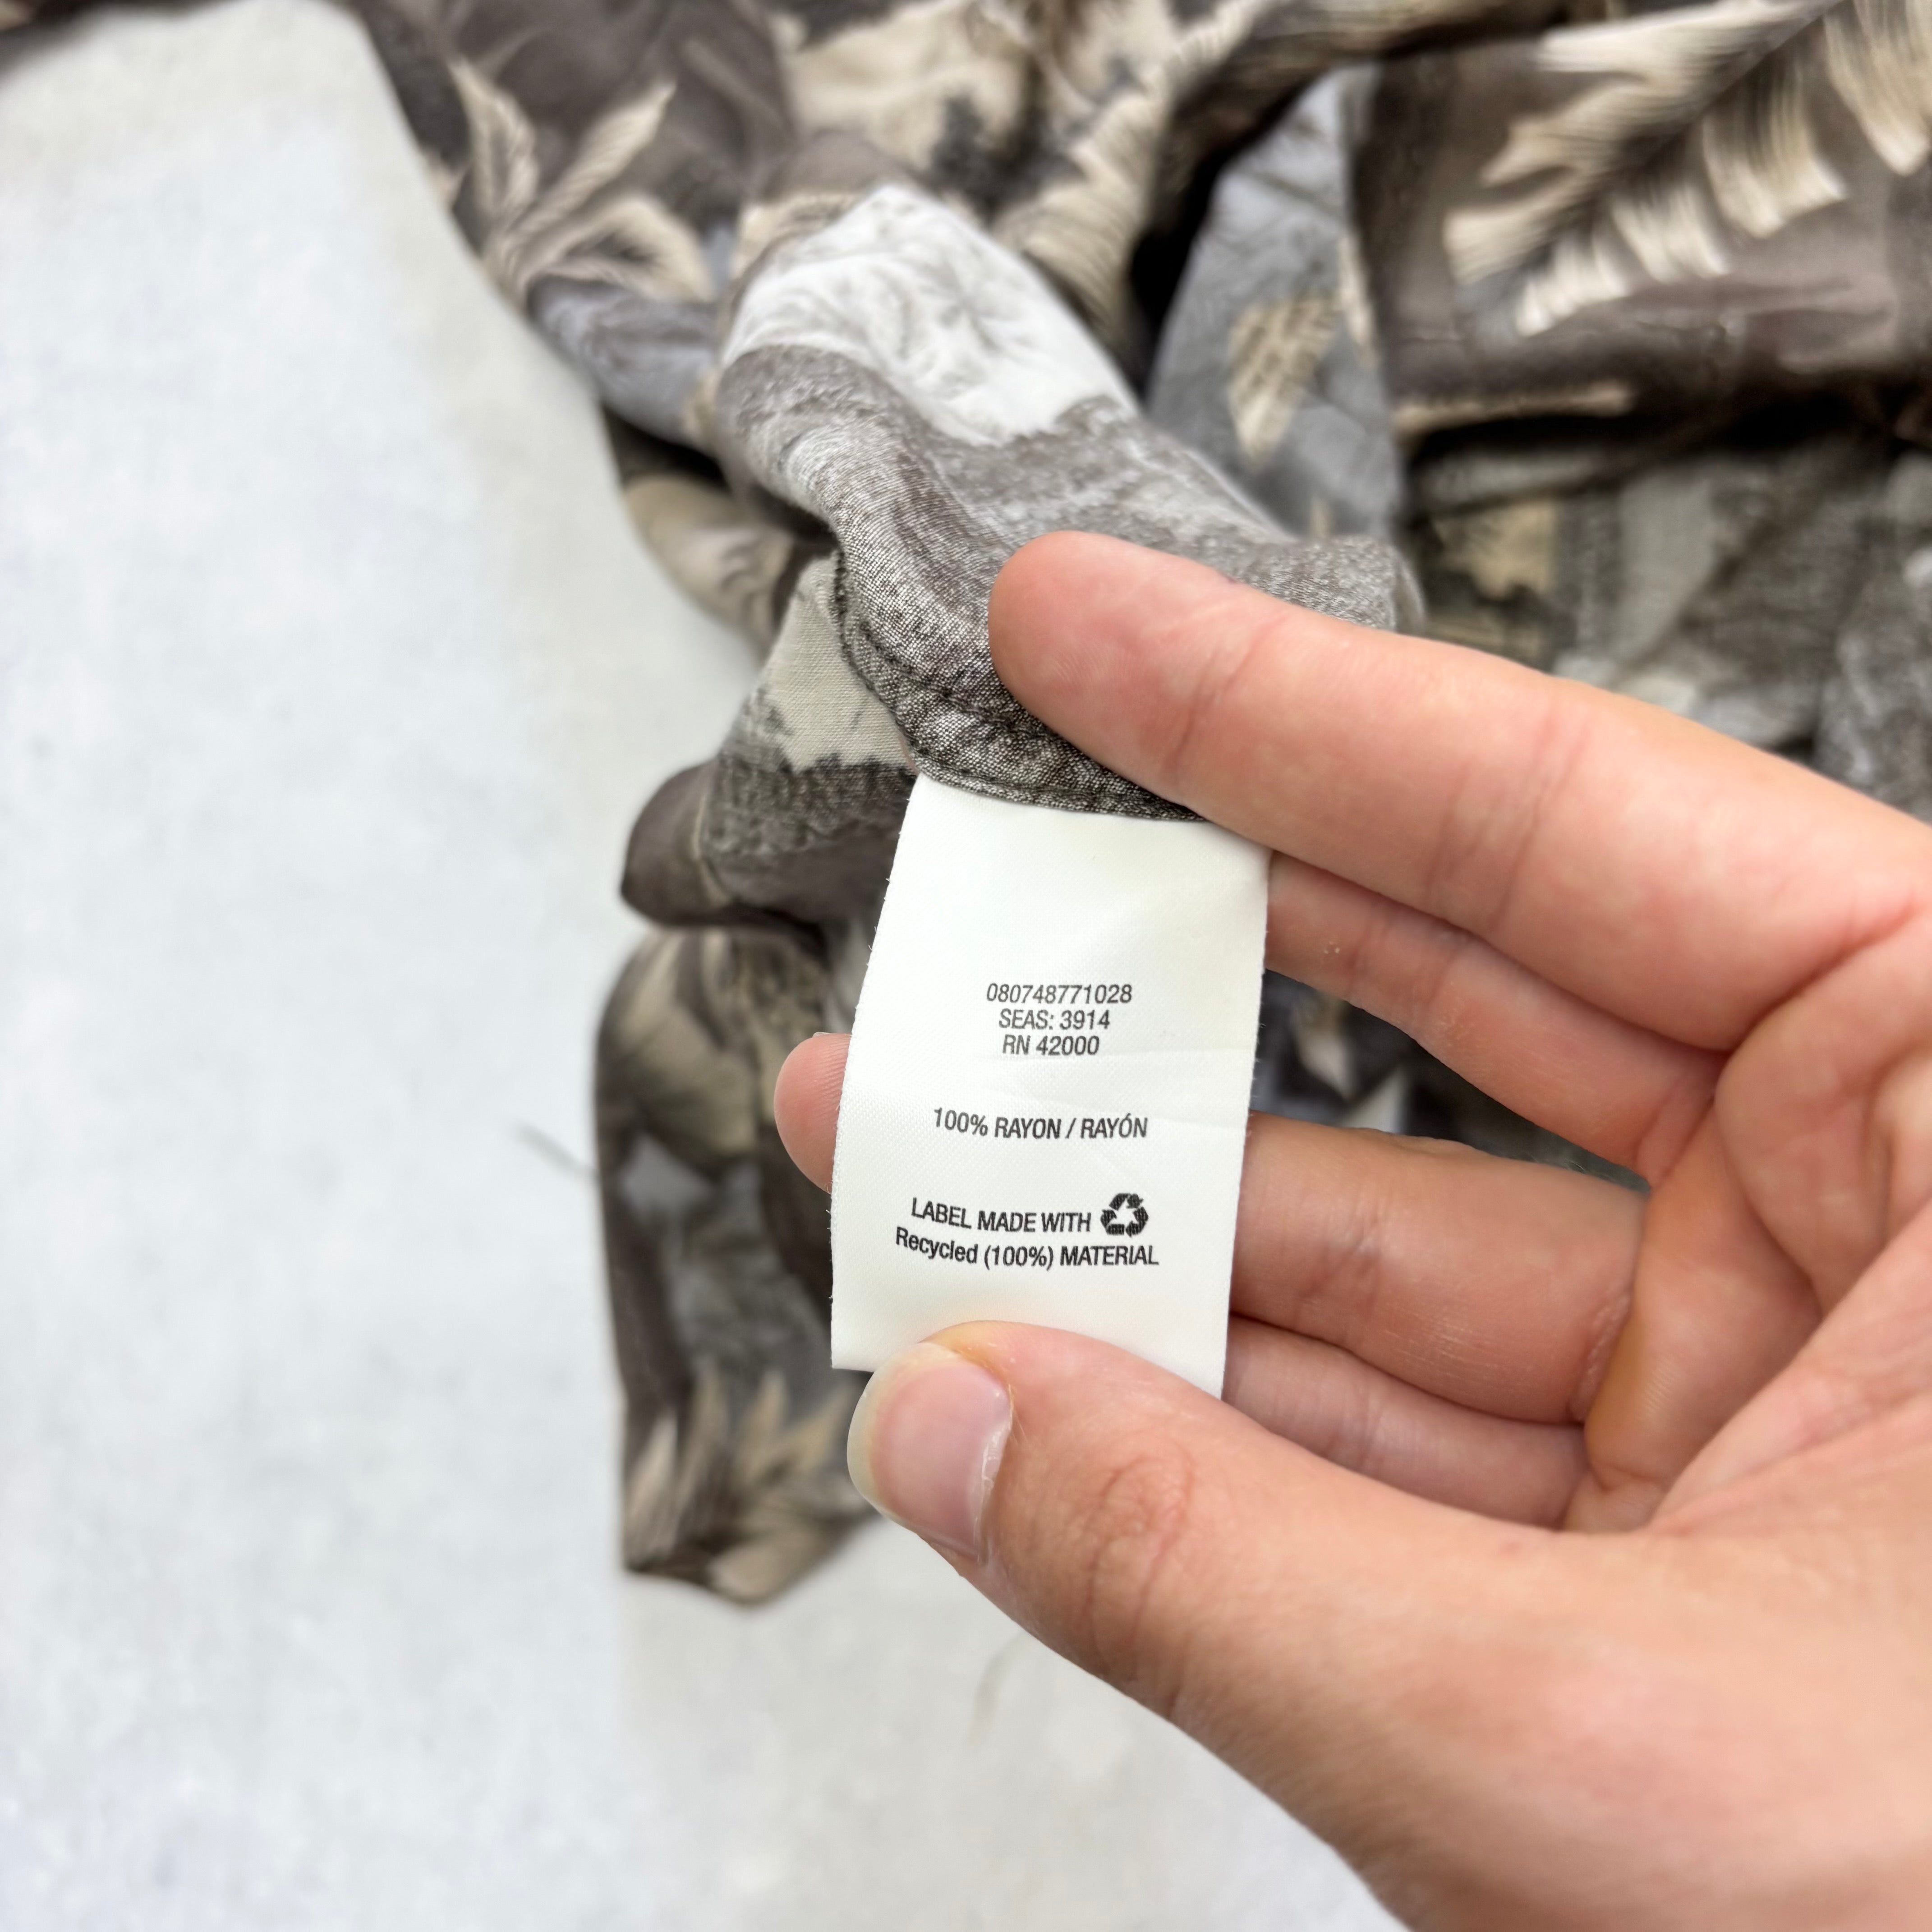 080748771028
SEAS: 3914
RN 42000
100% RAYON / RAYÓN
LABEL MADE WITH
Recycled (100%) MATERIAL